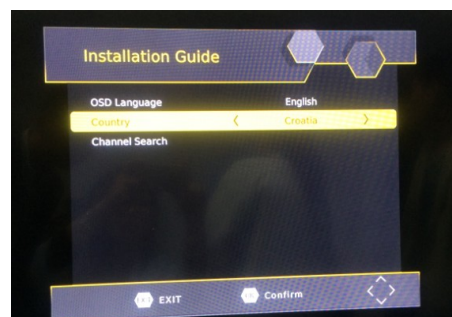 Installation Guide
OSD Language English
Country Croatia
Channel Search
EXIT Confirm